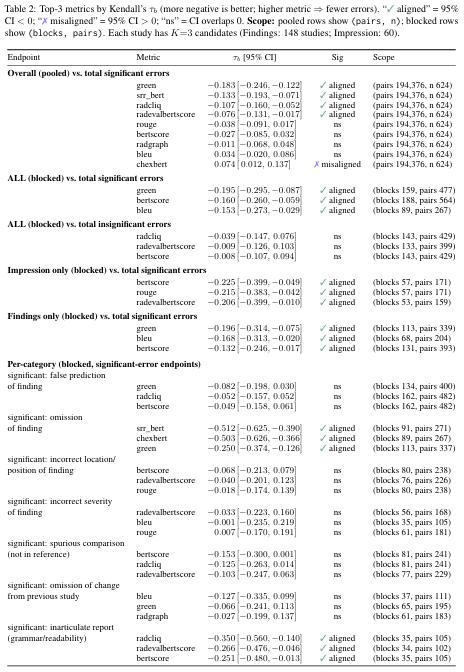 Table 2: Top-3 metrics by Kendall's τb (more negative is better; higher metric ⇒ fewer errors). "✓ aligned" = 95%
CI < 0; "✗ misaligned" = 95% CI > 0; "ns" = CI overlaps 0. Scope: pooled rows show (pairs, n); blocked rows
show (blocks, pairs). Each study has K=3 candidates (Findings: 148 studies; Impression: 60).
Endpoint Metric τb [95% CI] Sig Scope
Overall (pooled) vs. total significant errors
green −0.183 [−0.246, −0.122] ✓ aligned (pairs 194,376, n 624)
srr_bert −0.133 [−0.193, −0.071] ✓ aligned (pairs 194,376, n 624)
radcliq −0.107 [−0.160, −0.052] ✓ aligned (pairs 194,376, n 624)
radevalbertscore −0.076 [−0.131, −0.017] ✓ aligned (pairs 194,376, n 624)
rouge −0.038 [−0.091, 0.017] ns (pairs 194,376, n 624)
bertscore −0.027 [−0.085, 0.032] ns (pairs 194,376, n 624)
radgraph −0.011 [−0.068, 0.048] ns (pairs 194,376, n 624)
bleu 0.034 [−0.020, 0.086] ns (pairs 194,376, n 624)
chexbert 0.074 [0.012, 0.137] ✗ misaligned (pairs 194,376, n 624)
ALL (blocked) vs. total significant errors
green −0.195 [−0.295, −0.087] ✓ aligned (blocks 159, pairs 477)
bertscore −0.160 [−0.260, −0.059] ✓ aligned (blocks 188, pairs 564)
bleu −0.153 [−0.273, −0.029] ✓ aligned (blocks 89, pairs 267)
ALL (blocked) vs. total insignificant errors
radcliq −0.039 [−0.147, 0.076] ns (blocks 143, pairs 429)
radevalbertscore −0.009 [−0.126, 0.103] ns (blocks 133, pairs 399)
bertscore −0.008 [−0.107, 0.094] ns (blocks 143, pairs 429)
Impression only (blocked) vs. total significant errors
bertscore −0.225 [−0.399, −0.049] ✓ aligned (blocks 57, pairs 171)
rouge −0.215 [−0.383, −0.042] ✓ aligned (blocks 57, pairs 171)
radevalbertscore −0.206 [−0.399, −0.010] ✓ aligned (blocks 53, pairs 159)
Findings only (blocked) vs. total significant errors
green −0.196 [−0.314, −0.075] ✓ aligned (blocks 113, pairs 339)
bleu −0.168 [−0.313, −0.020] ✓ aligned (blocks 68, pairs 204)
bertscore −0.132 [−0.246, −0.017] ✓ aligned (blocks 131, pairs 393)
Per-category (blocked, significant-error endpoints)
significant: false prediction
of finding green −0.082 [−0.198, 0.030] ns (blocks 134, pairs 400)
radcliq −0.052 [−0.157, 0.052] ns (blocks 162, pairs 482)
bertscore −0.049 [−0.158, 0.061] ns (blocks 162, pairs 482)
significant: omission
of finding srr_bert −0.512 [−0.625, −0.390] ✓ aligned (blocks 91, pairs 271)
chexbert −0.503 [−0.626, −0.366] ✓ aligned (blocks 89, pairs 267)
green −0.250 [−0.374, −0.126] ✓ aligned (blocks 113, pairs 337)
significant: incorrect location/
position of finding bertscore −0.068 [−0.213, 0.079] ns (blocks 80, pairs 238)
radevalbertscore −0.040 [−0.201, 0.123] ns (blocks 76, pairs 226)
rouge −0.018 [−0.174, 0.139] ns (blocks 80, pairs 238)
significant: incorrect severity
of finding radevalbertscore −0.033 [−0.223, 0.160] ns (blocks 56, pairs 168)
bleu −0.001 [−0.235, 0.219] ns (blocks 35, pairs 105)
rouge 0.007 [−0.170, 0.191] ns (blocks 61, pairs 181)
significant: spurious comparison
(not in reference) bertscore −0.153 [−0.300, 0.001] ns (blocks 81, pairs 241)
radcliq −0.125 [−0.263, 0.014] ns (blocks 81, pairs 241)
radevalbertscore −0.103 [−0.247, 0.063] ns (blocks 77, pairs 229)
significant: omission of change
from previous study bleu −0.127 [−0.335, 0.099] ns (blocks 37, pairs 111)
green −0.066 [−0.241, 0.113] ns (blocks 65, pairs 195)
radgraph −0.027 [−0.199, 0.137] ns (blocks 61, pairs 183)
significant: inarticulate report
(grammar/readability) radcliq −0.350 [−0.560, −0.140] ✓ aligned (blocks 35, pairs 105)
radevalbertscore −0.266 [−0.476, −0.046] ✓ aligned (blocks 34, pairs 102)
bertscore −0.251 [−0.480, −0.013] ✓ aligned (blocks 35, pairs 105)